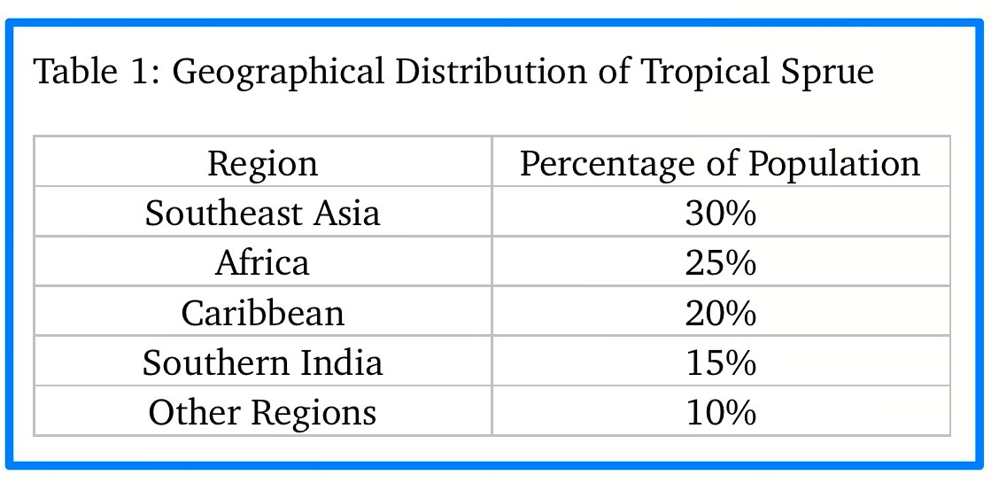 Table 1: Geographical Distribution of Tropical Sprue
Region Percentage of Population
Southeast Asia 30%
Africa 25%
Caribbean 20%
Southern India 15%
Other Regions 10%